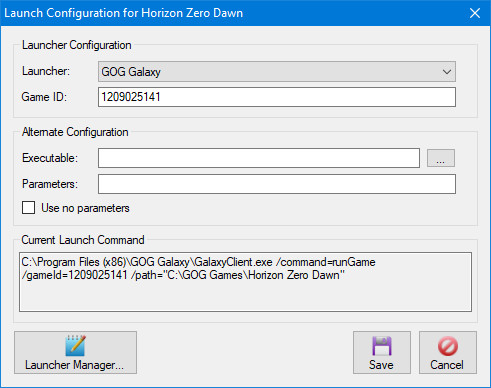 Launch Configuration for Horizon Zero Dawn
Launcher Configuration
Launcher: GOG Galaxy
Game ID: 1209025141
Alternate Configuration
Executable: ...
Parameters:
Use no parameters
Current Launch Command
C:\Program Files (x86)\GOG Galaxy\GalaxyClient.exe /command=runGame
/gameId=1209025141 /path="C:\GOG Games\Horizon Zero Dawn"
Launcher Manager... Save Cancel